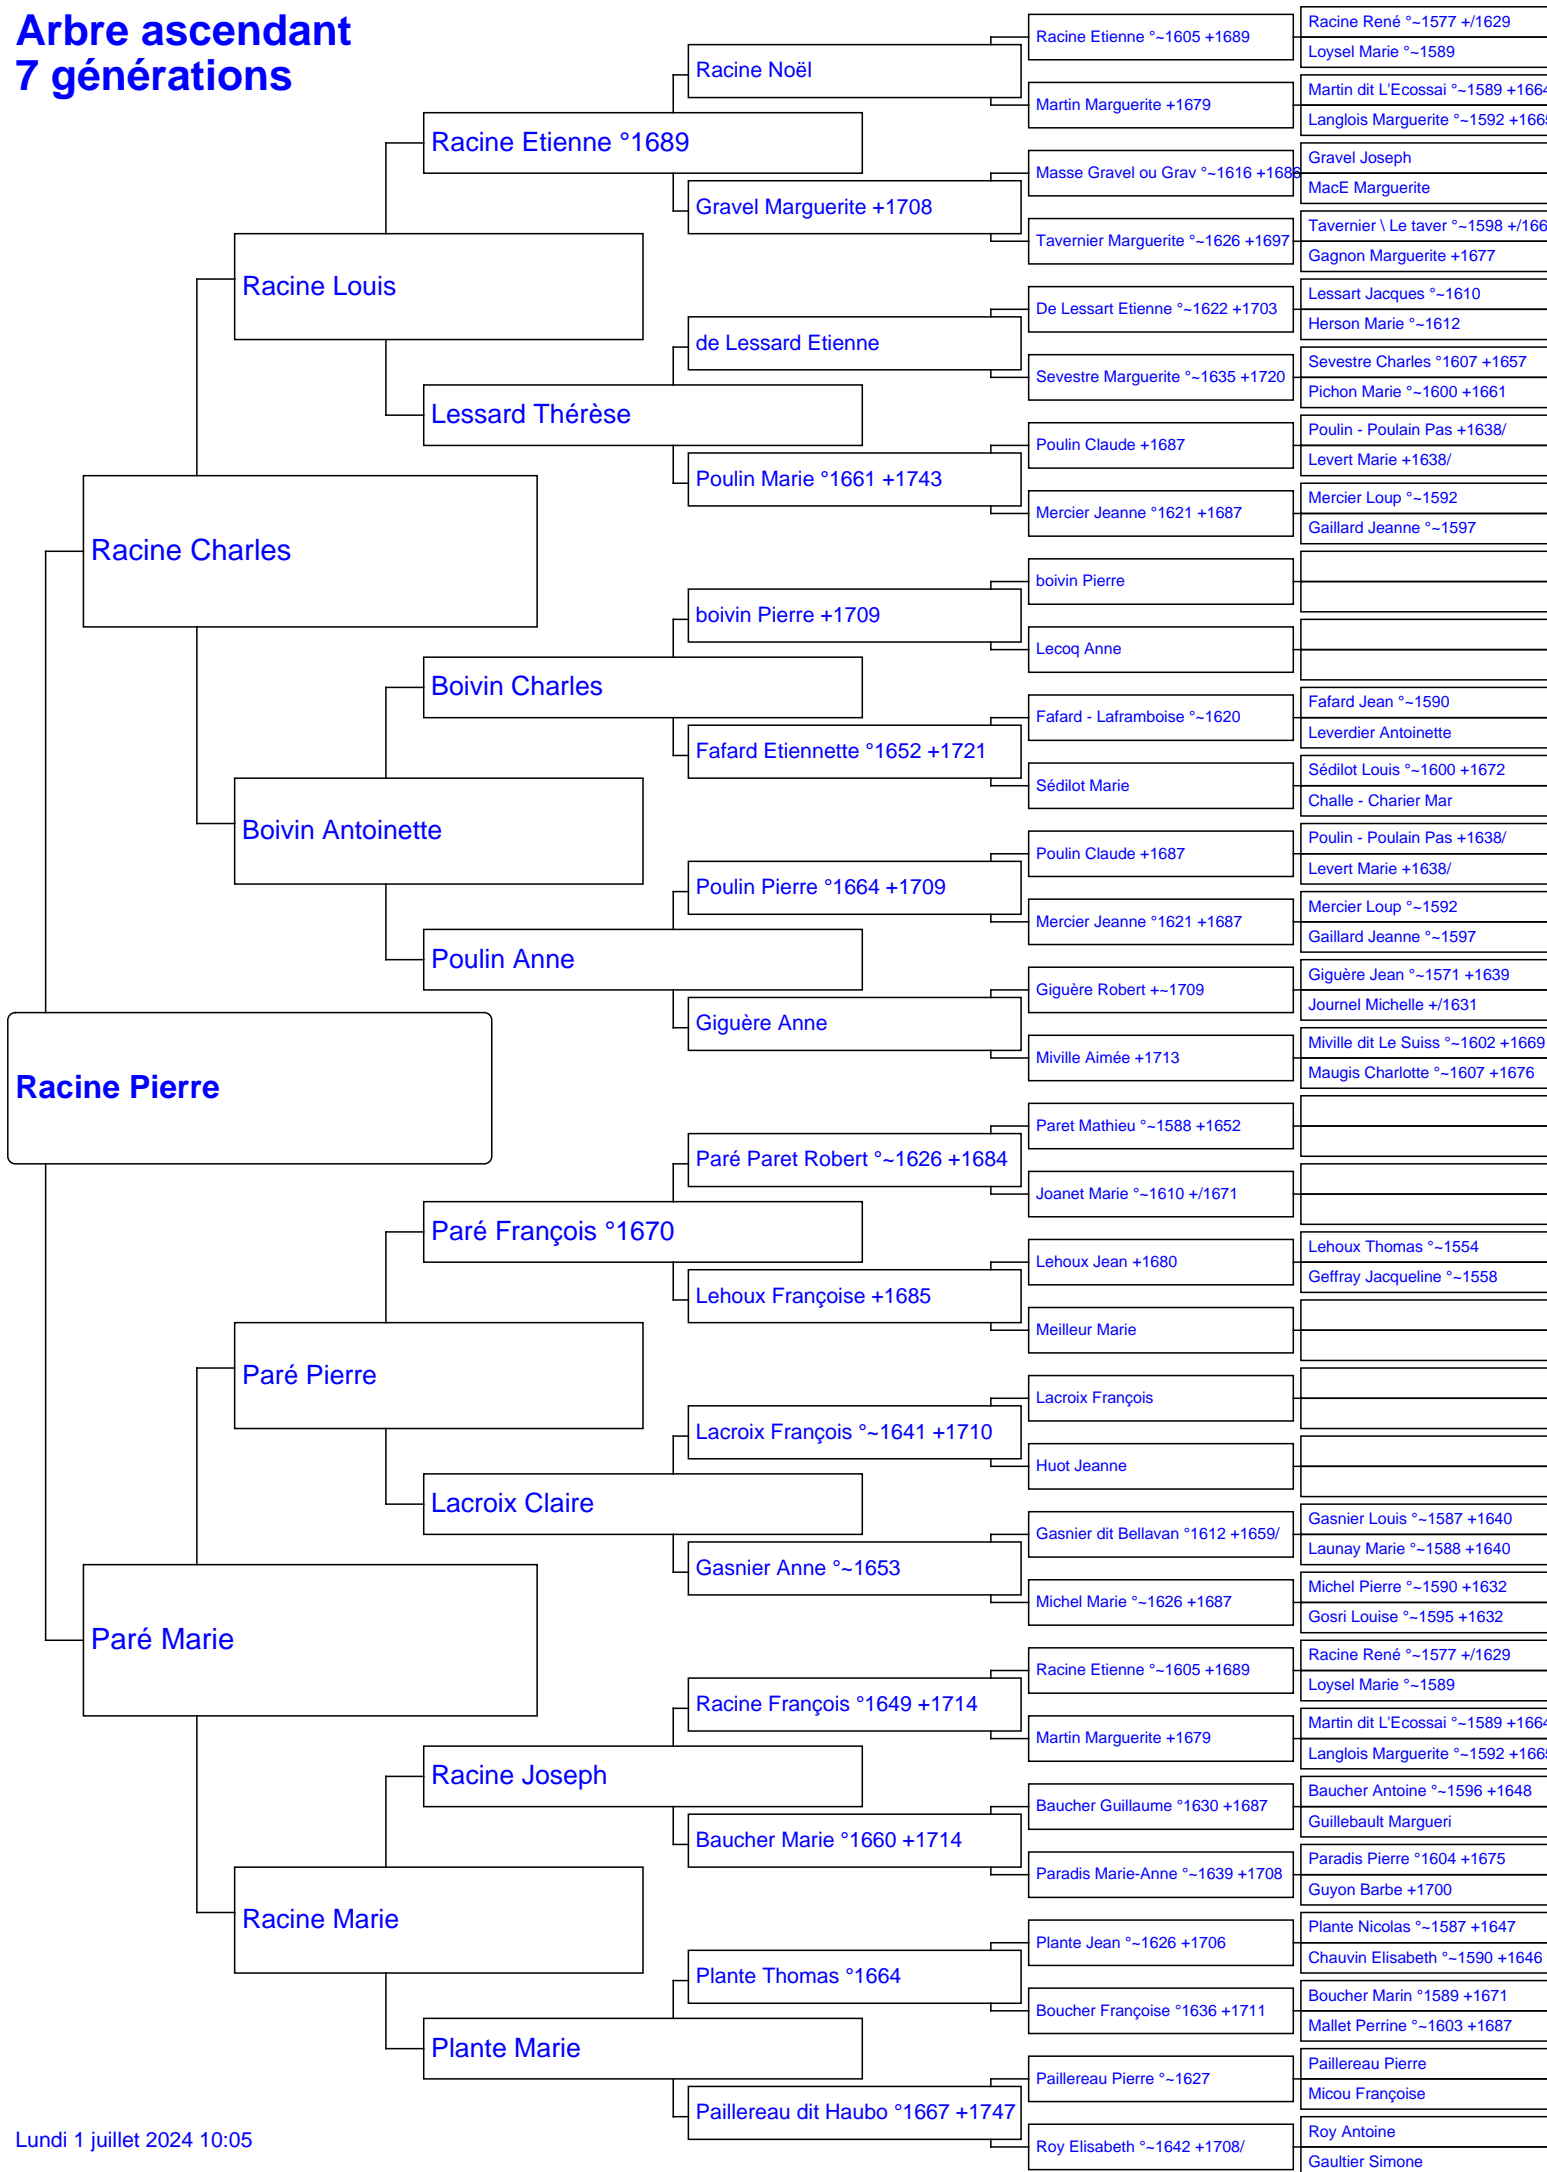 Arbre ascendant
7 générations
Racine Pierre
Racine Charles
Paré Marie
Racine Louis
Boivin Antoinette
Paré Pierre
Racine Marie
Racine Etienne °1689
Lessard Thérèse
Boivin Charles
Poulin Anne
Paré François °1670
Lacroix Claire
Racine Joseph
Plante Marie
Racine Noël
Gravel Marguerite +1708
de Lessard Etienne
Poulin Marie °1661 +1743
boivin Pierre +1709
Fafard Etiennette °1652 +1721
Poulin Pierre °1664 +1709
Giguère Anne
Paré Paret Robert °~1626 +1684
Lehoux Françoise +1685
Lacroix François °~1641 +1710
Gasnier Anne °~1653
Racine François °1649 +1714
Baucher Marie °1660 +1714
Plante Thomas °1664
Paillereau dit Haubo °1667 +1747
Racine Etienne °~1605 +1689
Martin Marguerite +1679
Masse Gravel ou Grav °~1616 +1686
Tavernier Marguerite °~1626 +1697
De Lessart Etienne °~1622 +1703
Sevestre Marguerite °~1635 +1720
Poulin Claude +1687
Mercier Jeanne °1621 +1687
boivin Pierre
Lecoq Anne
Fafard - Laframboise °~1620
Sédilot Marie
Poulin Claude +1687
Mercier Jeanne °1621 +1687
Giguère Robert +~1709
Miville Aimée +1713
Paret Mathieu °~1588 +1652
Joanet Marie °~1610 +/1671
Lehoux Jean +1680
Meilleur Marie
Lacroix François
Huot Jeanne
Gasnier dit Bellavan °1612 +1659/
Michel Marie °~1626 +1687
Racine Etienne °~1605 +1689
Martin Marguerite +1679
Baucher Guillaume °1630 +1687
Paradis Marie-Anne °~1639 +1708
Plante Jean °~1626 +1706
Boucher Françoise °1636 +1711
Paillereau Pierre °~1627
Roy Elisabeth °~1642 +1708/
Racine René °~1577 +/1629
Loysel Marie °~1589
Martin dit L'Ecossai °~1589 +1664
Langlois Marguerite °~1592 +1665
Gravel Joseph
MacE Marguerite
Tavernier \ Le taver °~1598 +/166
Gagnon Marguerite +1677
Lessart Jacques °~1610
Herson Marie °~1612
Sevestre Charles °1607 +1657
Pichon Marie °~1600 +1661
Poulin - Poulain Pas +1638/
Levert Marie +1638/
Mercier Loup °~1592
Gaillard Jeanne °~1597
Fafard Jean °~1590
Leverdier Antoinette
Sédilot Louis °~1600 +1672
Challe - Charier Mar
Poulin - Poulain Pas +1638/
Levert Marie +1638/
Mercier Loup °~1592
Gaillard Jeanne °~1597
Giguère Jean °~1571 +1639
Journel Michelle +/1631
Miville dit Le Suiss °~1602 +1669
Maugis Charlotte °~1607 +1676
Lehoux Thomas °~1554
Geffray Jacqueline °~1558
Gasnier Louis °~1587 +1640
Launay Marie °~1588 +1640
Michel Pierre °~1590 +1632
Gosri Louise °~1595 +1632
Racine René °~1577 +/1629
Loysel Marie °~1589
Martin dit L'Ecossai °~1589 +1664
Langlois Marguerite °~1592 +1665
Baucher Antoine °~1596 +1648
Guillebault Margueri
Paradis Pierre °1604 +1675
Guyon Barbe +1700
Plante Nicolas °~1587 +1647
Chauvin Elisabeth °~1590 +1646
Boucher Marin °1589 +1671
Mallet Perrine °~1603 +1687
Paillereau Pierre
Micou Françoise
Roy Antoine
Gaultier Simone
Lundi 1 juillet 2024 10:05